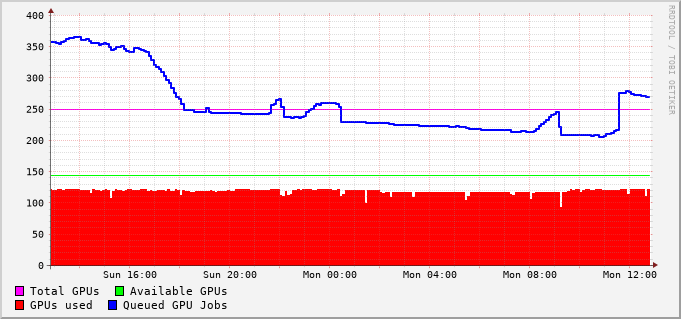 400
350
300
250
200
150
100
50
0
Sun 16:00 Sun 20:00 Mon 00:00 Mon 04:00 Mon 08:00 Mon 12:00
Total GPUs Available GPUs
GPUs used Queued GPU Jobs
RRDTOOL / TOBI OETIKER